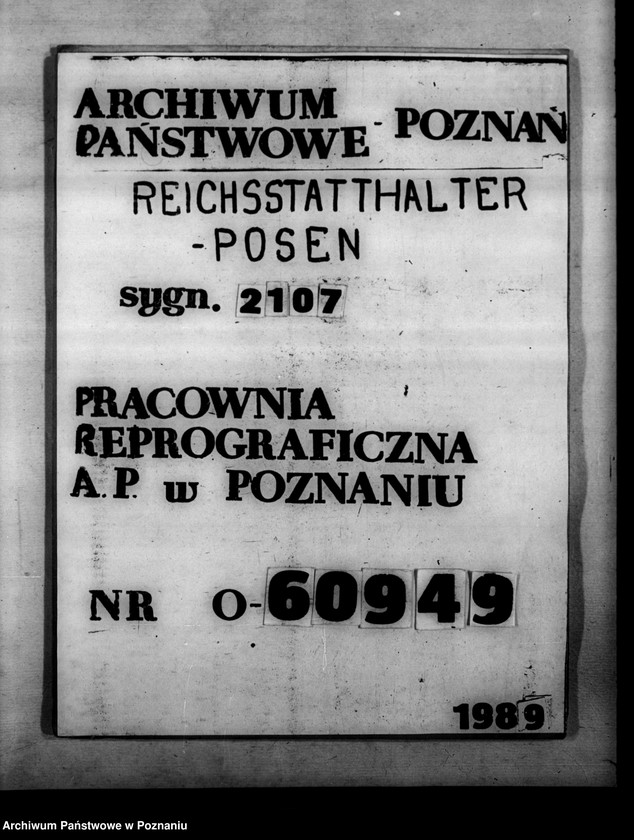 ARCHIWUM
PAŃSTWOWE - POZNAŃ
REICHSSTATTHALTER
-POSEN
sygn. 2107
PRACOWNIA
REPROGRAFICZNA
A.P. w POZNANIU
NR O-60949
1989
Archiwum Państwowe w Poznaniu